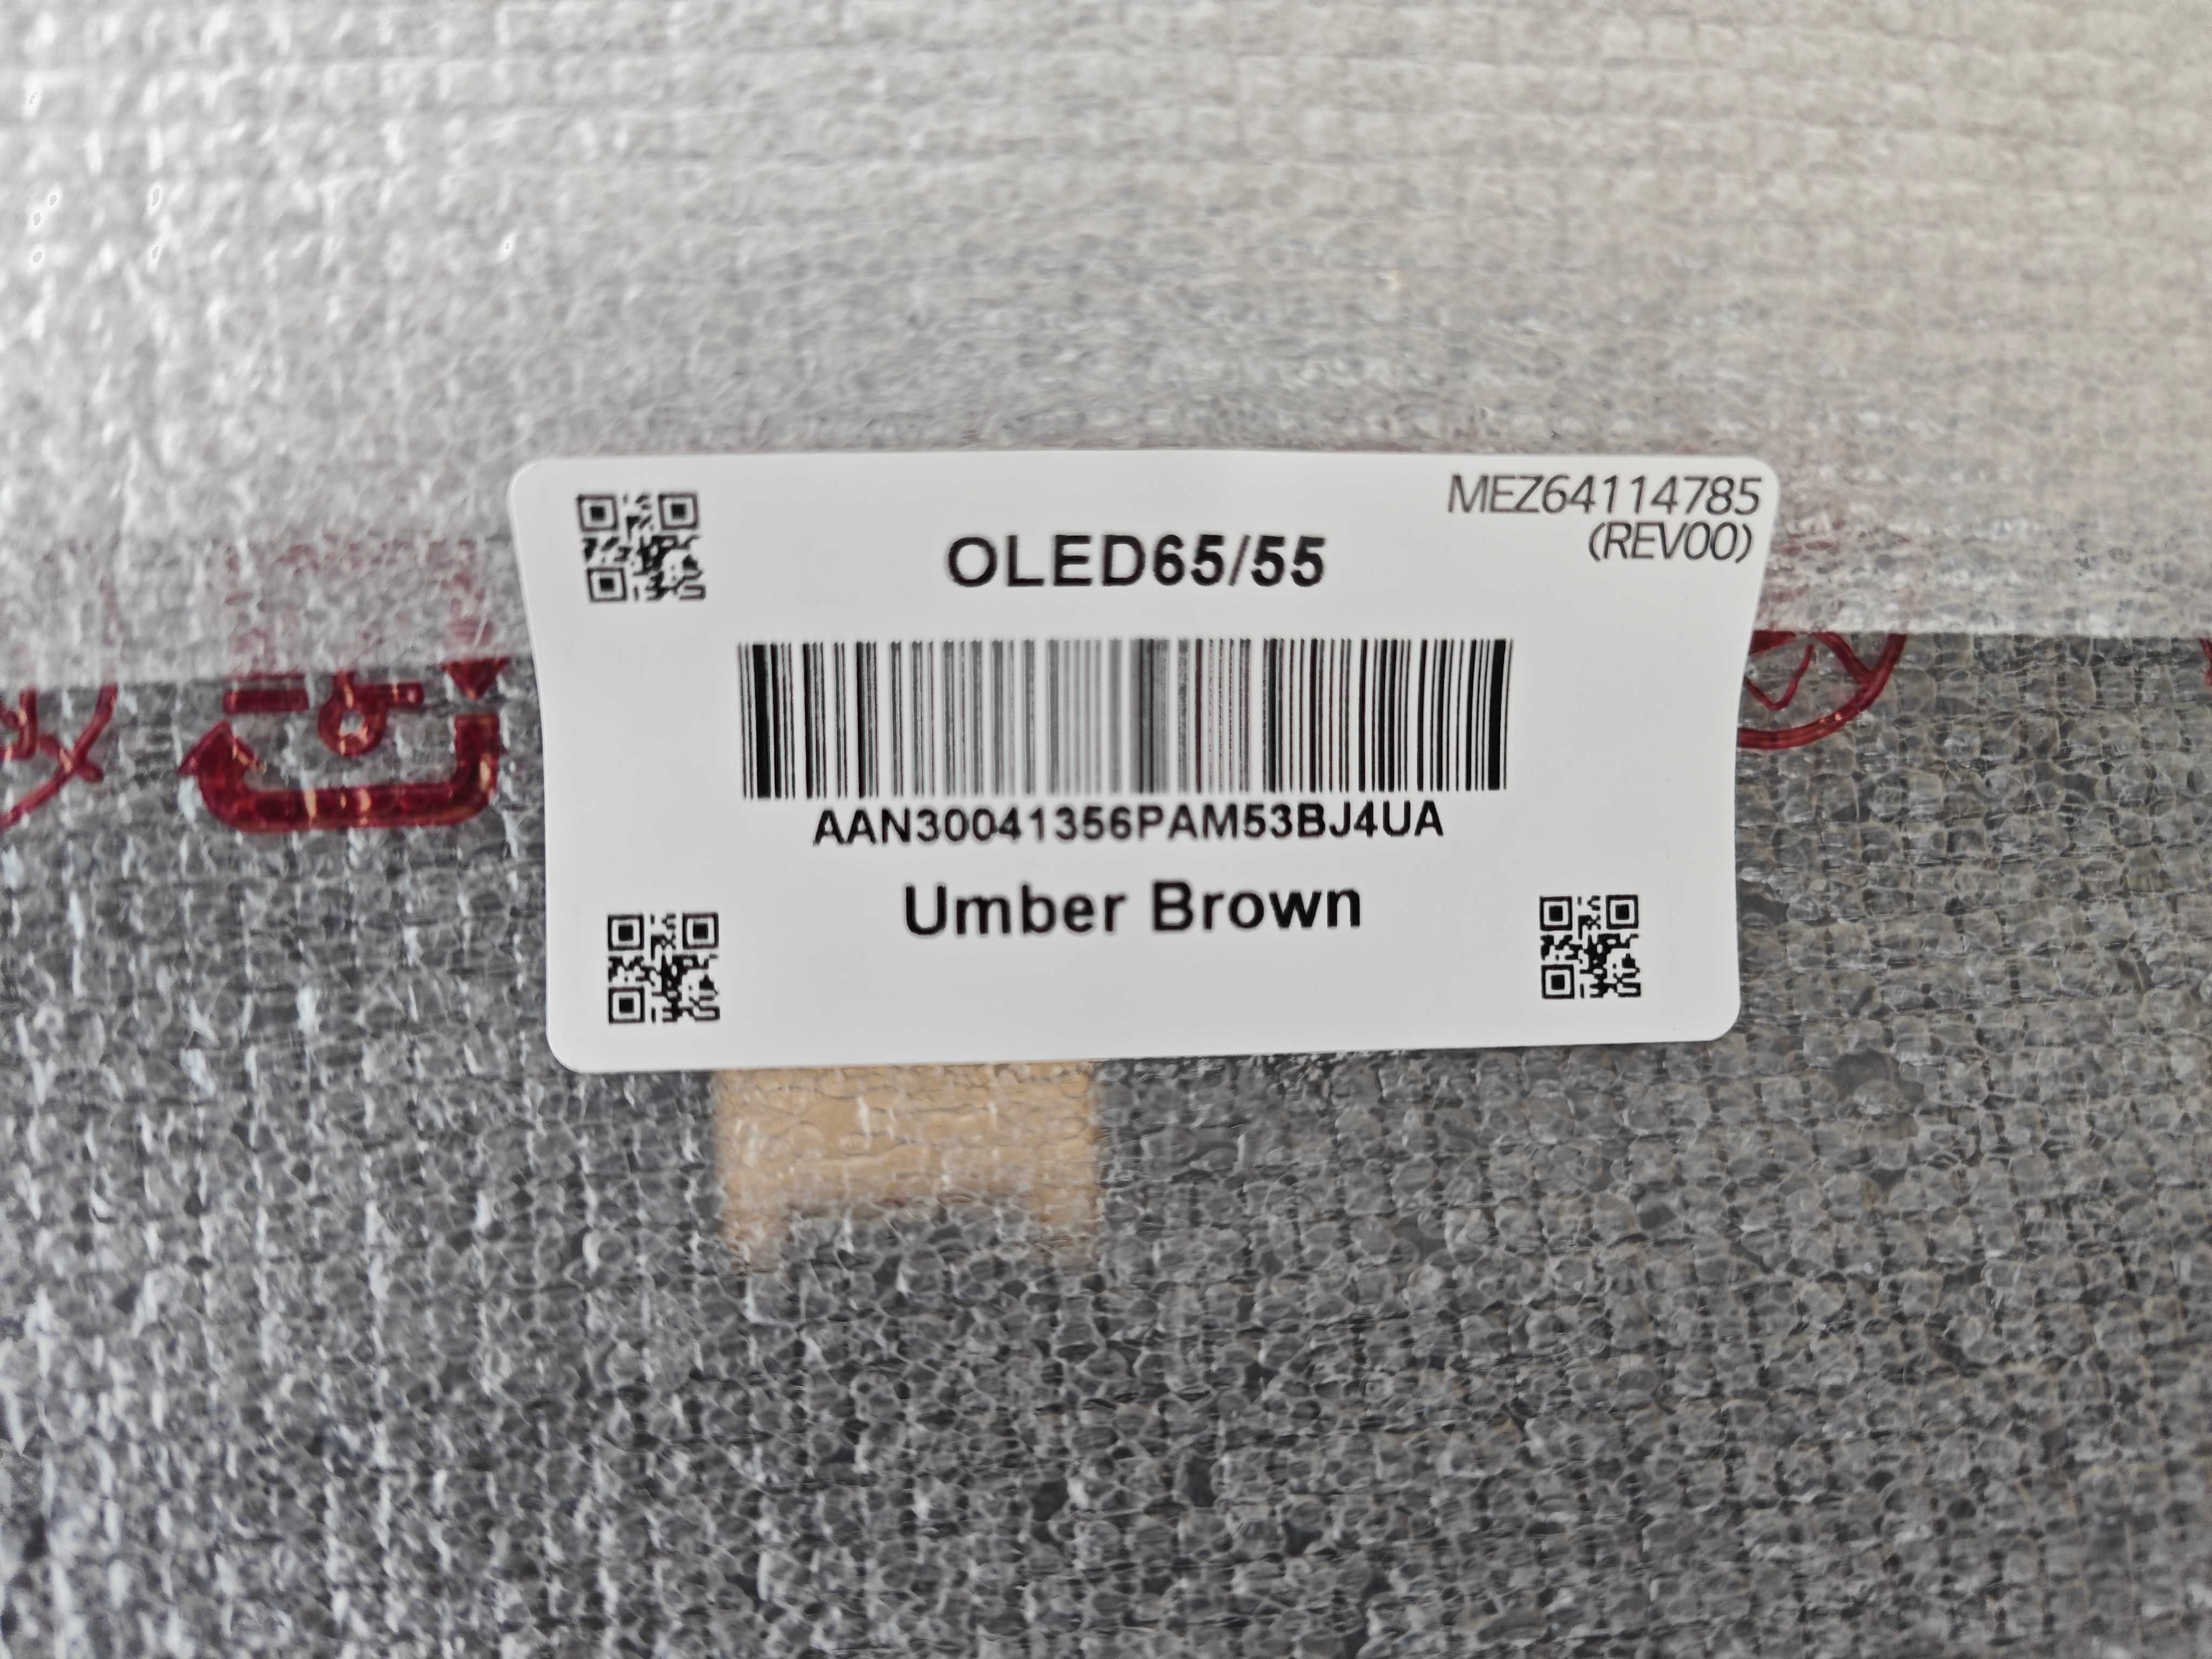 MEZ64114785
(REV00)
OLED65/55
AAN30041356PAM53BJ4UA
Umber Brown